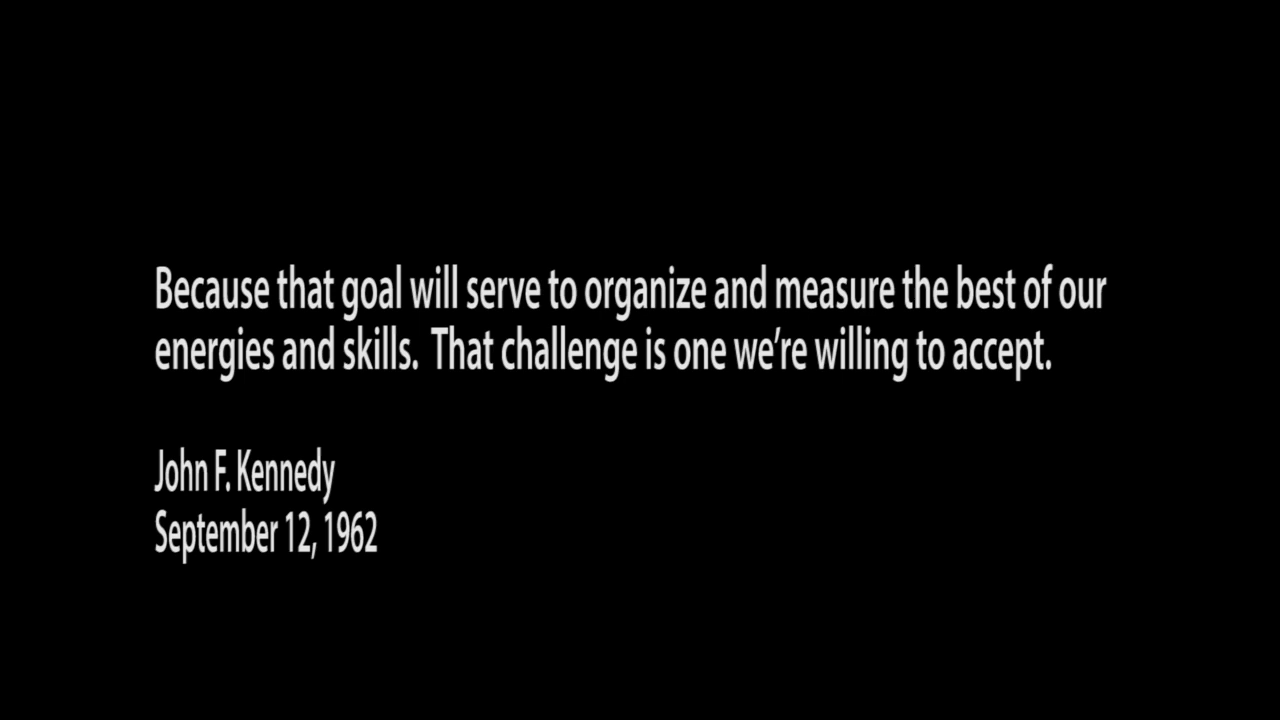 Because that goal will serve to organize and measure the best of our
energies and skills.  That challenge is one we’re willing to accept.
John F. Kennedy
September 12, 1962